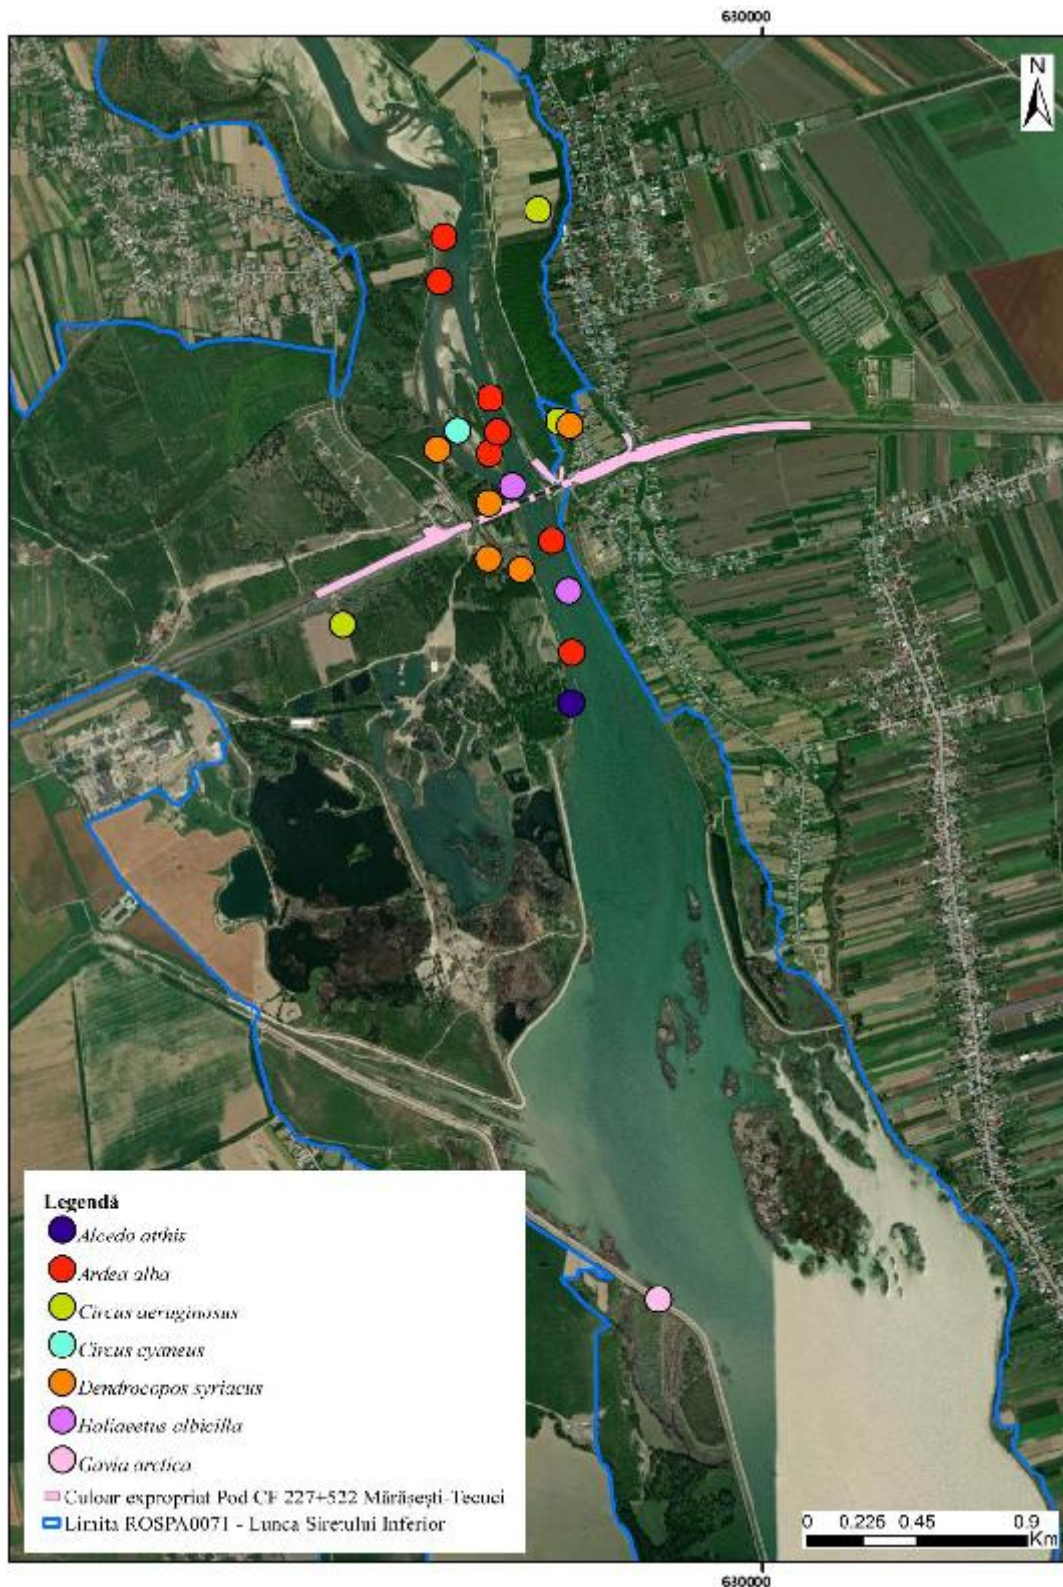 630000
N
Legendă
Alcedo atthis
Ardea alba
Circus aeruginosus
Circus cyaneus
Dendrocopos syriacus
Haliaeetus albicilla
Gavia arctica
Culoar expropriat Pod CF 227+522 Mărășești-Tecuci
Limita ROSPA0071 - Lunca Siretului Inferior
0 0.225 0.45 0.9
Km
630000